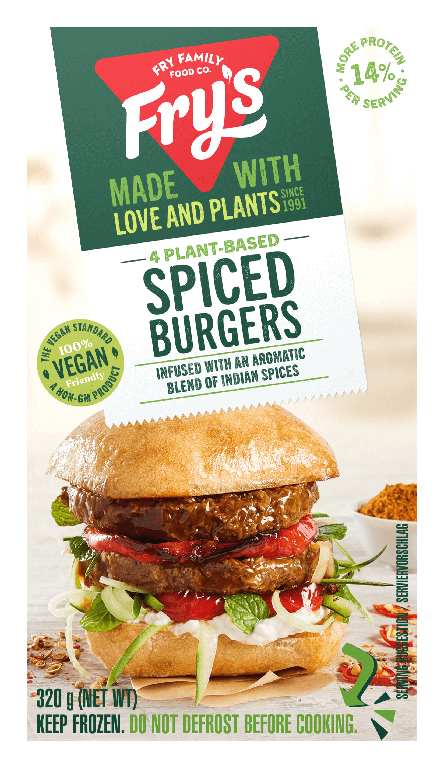 FRY FAMILY
FOOD CO.
Fry's
MADE WITH
LOVE AND PLANTS SINCE 1991
MORE PROTEIN
14%
PER SERVING
4 PLANT-BASED
SPICED
BURGERS
INFUSED WITH AN AROMATIC
BLEND OF INDIAN SPICES
THE VEGAN STANDARD
100%
VEGAN
Friendly
A NON-GM PRODUCT
SERVING SUGGESTION / SERVIERVORSCHLAG
320 g (NET WT)
KEEP FROZEN. DO NOT DEFROST BEFORE COOKING.